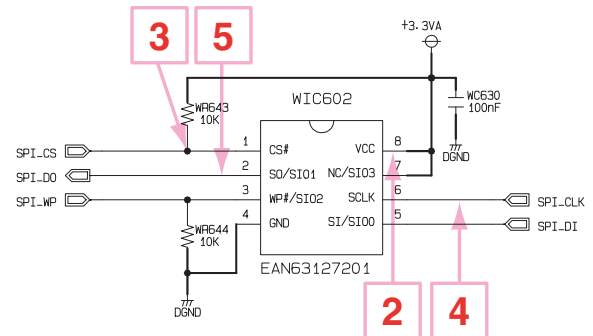 3 5
+3.3VA
WR643
10K
WIC602
WC630
100nF
DGND
SPI_CS 1 CS# VCC 8
SPI_DO 2 SO/SIO1 NC/SIO3 7
SPI_WP 3 WP#/SIO2 SCLK 6 SPI_CLK
4 GND SI/SIO0 5 SPI_DI
WR644
10K
EAN63127201
DGND
2 4